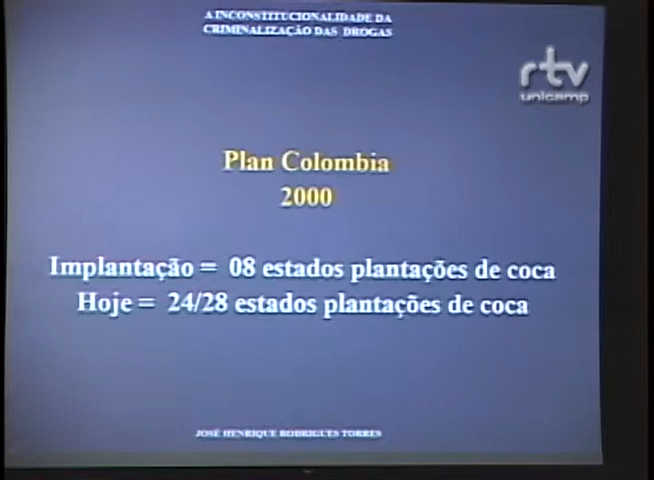 A INCONSTITUCIONALIDADE DA
CRIMINALIZAÇÃO DAS DROGAS
rtv
unicamp
Plan Colombia
2000
Implantação = 08 estados plantações de coca
Hoje = 24/28 estados plantações de coca
JOSÉ HENRIQUE RODRIGUES TORRES